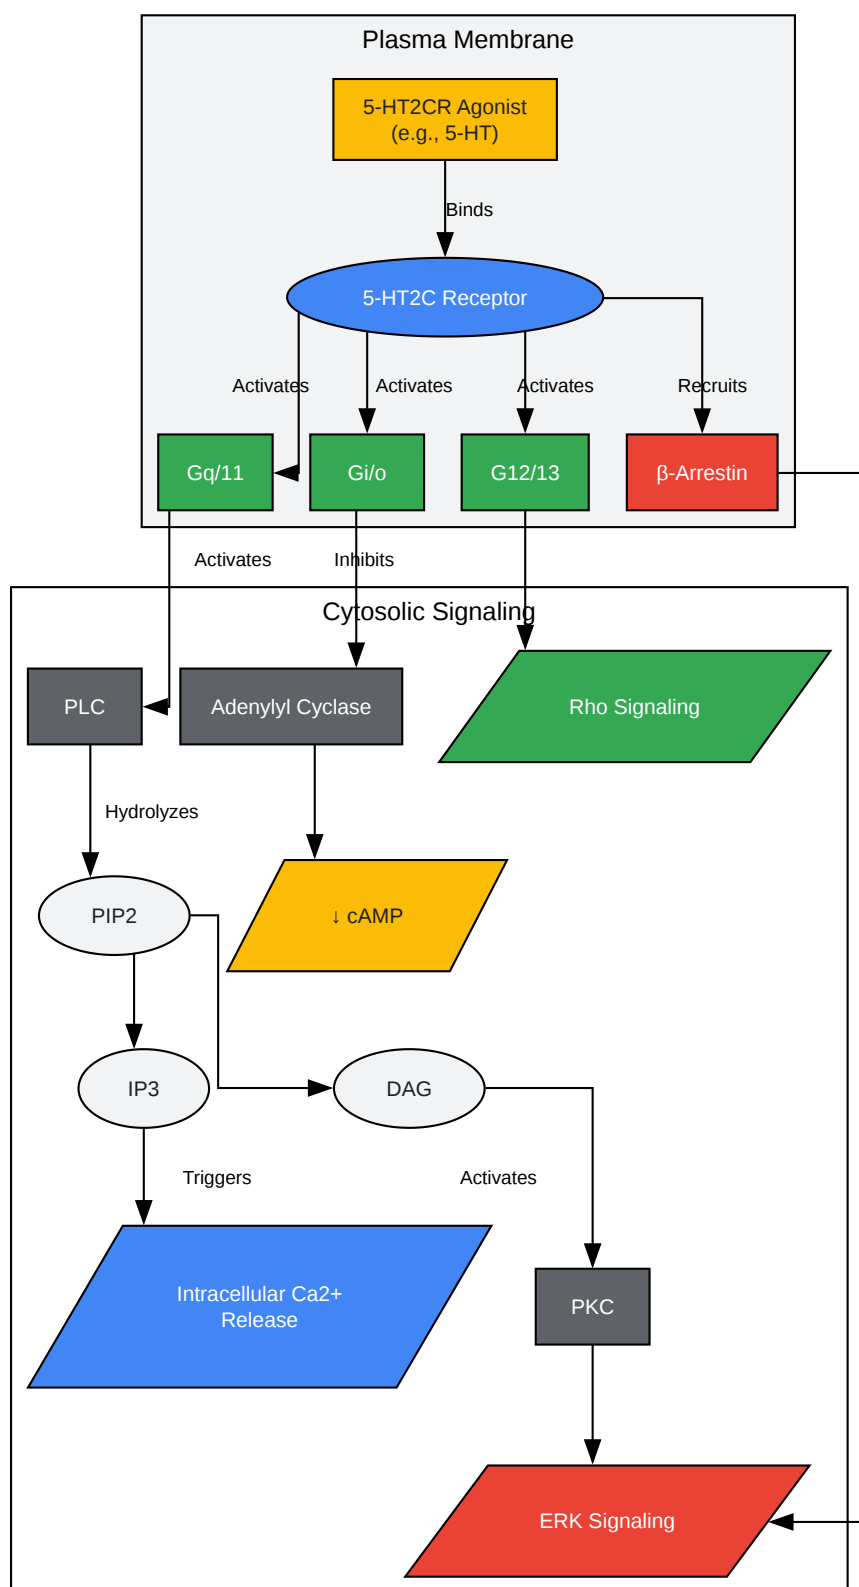 Plasma Membrane
5-HT2CR Agonist
(e.g., 5-HT)
Binds
5-HT2C Receptor
Activates
Activates
Activates
Recruits
Gq/11
Gi/o
G12/13
β-Arrestin
Activates
Inhibits
Cytosolic Signaling
PLC
Adenylyl Cyclase
Rho Signaling
Hydrolyzes
PIP2
↓ cAMP
IP3
DAG
Triggers
Activates
Intracellular Ca2+
Release
PKC
ERK Signaling